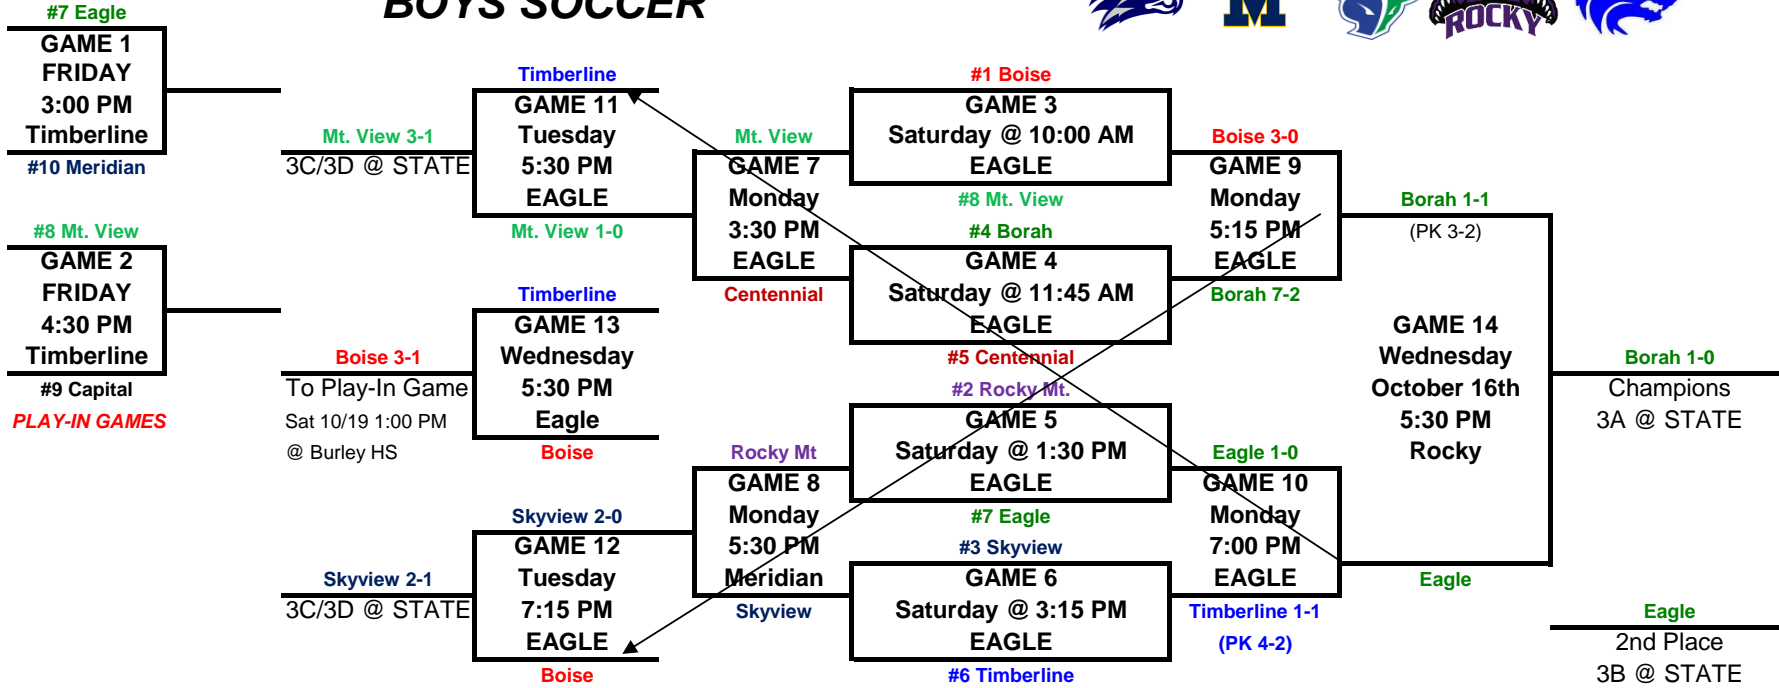 BOYS SOCCER
M
ROCKY
#7 Eagle
GAME 1
FRIDAY
3:00 PM
Timberline
#10 Meridian
#8 Mt. View
GAME 2
FRIDAY
4:30 PM
Timberline
#9 Capital
PLAY-IN GAMES
Mt. View 3-1
3C/3D @ STATE
Boise 3-1
To Play-In Game
Sat 10/19 1:00 PM
@ Burley HS
Skyview 2-1
3C/3D @ STATE
Timberline
GAME 11
Tuesday
5:30 PM
EAGLE
Mt. View 1-0
Timberline
GAME 13
Wednesday
5:30 PM
Eagle
Boise
Skyview 2-0
GAME 12
Tuesday
7:15 PM
EAGLE
Boise
Mt. View
GAME 7
Monday
3:30 PM
EAGLE
Centennial
Rocky Mt
GAME 8
Monday
5:30 PM
Meridian
Skyview
#1 Boise
GAME 3
Saturday @ 10:00 AM
EAGLE
#8 Mt. View
#4 Borah
GAME 4
Saturday @ 11:45 AM
EAGLE
#5 Centennial
#2 Rocky Mt.
GAME 5
Saturday @ 1:30 PM
EAGLE
#7 Eagle
#3 Skyview
GAME 6
Saturday @ 3:15 PM
EAGLE
#6 Timberline
Boise 3-0
GAME 9
Monday
5:15 PM
EAGLE
Borah 7-2
Eagle 1-0
GAME 10
Monday
7:00 PM
EAGLE
Timberline 1-1
(PK 4-2)
Borah 1-1
(PK 3-2)
GAME 14
Wednesday
October 16th
5:30 PM
Rocky
Eagle
Borah 1-0
Champions
3A @ STATE
Eagle
2nd Place
3B @ STATE